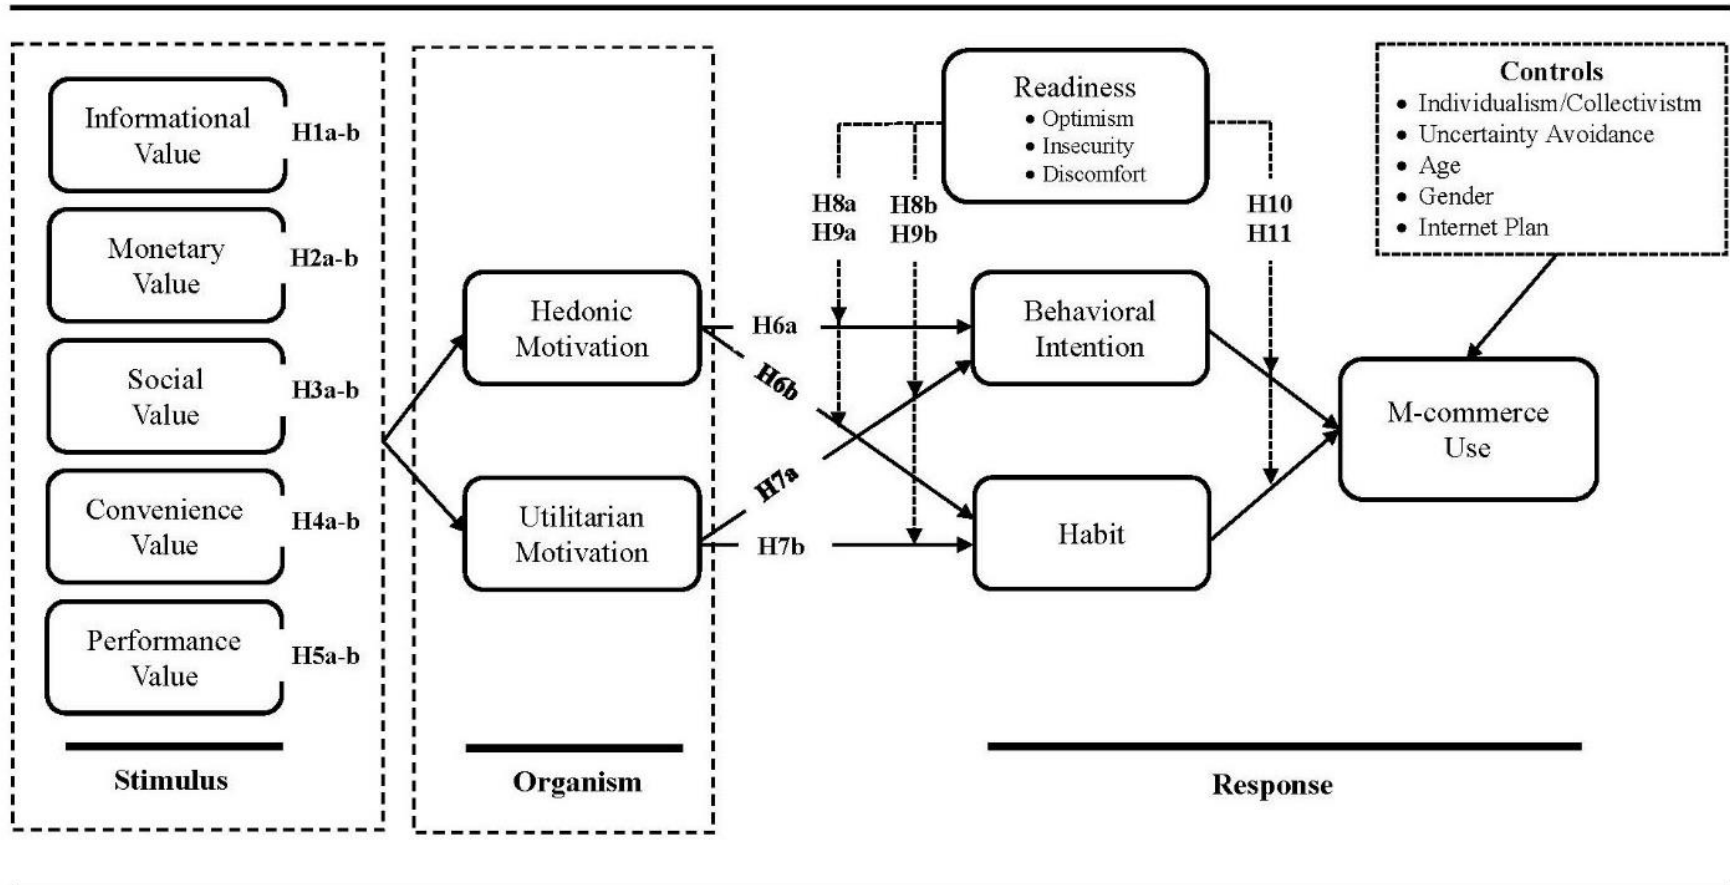 Informational
Value
H1a-b
Monetary
Value
H2a-b
Social
Value
H3a-b
Convenience
Value
H4a-b
Performance
Value
H5a-b
Stimulus
Hedonic
Motivation
Utilitarian
Motivation
Organism
H6a
H6b
H7a
H7b
Readiness
• Optimism
• Insecurity
• Discomfort
H8a
H9a
H8b
H9b
H10
H11
Behavioral
Intention
Habit
Controls
• Individualism/Collectivistm
• Uncertainty Avoidance
• Age
• Gender
• Internet Plan
M-commerce
Use
Response